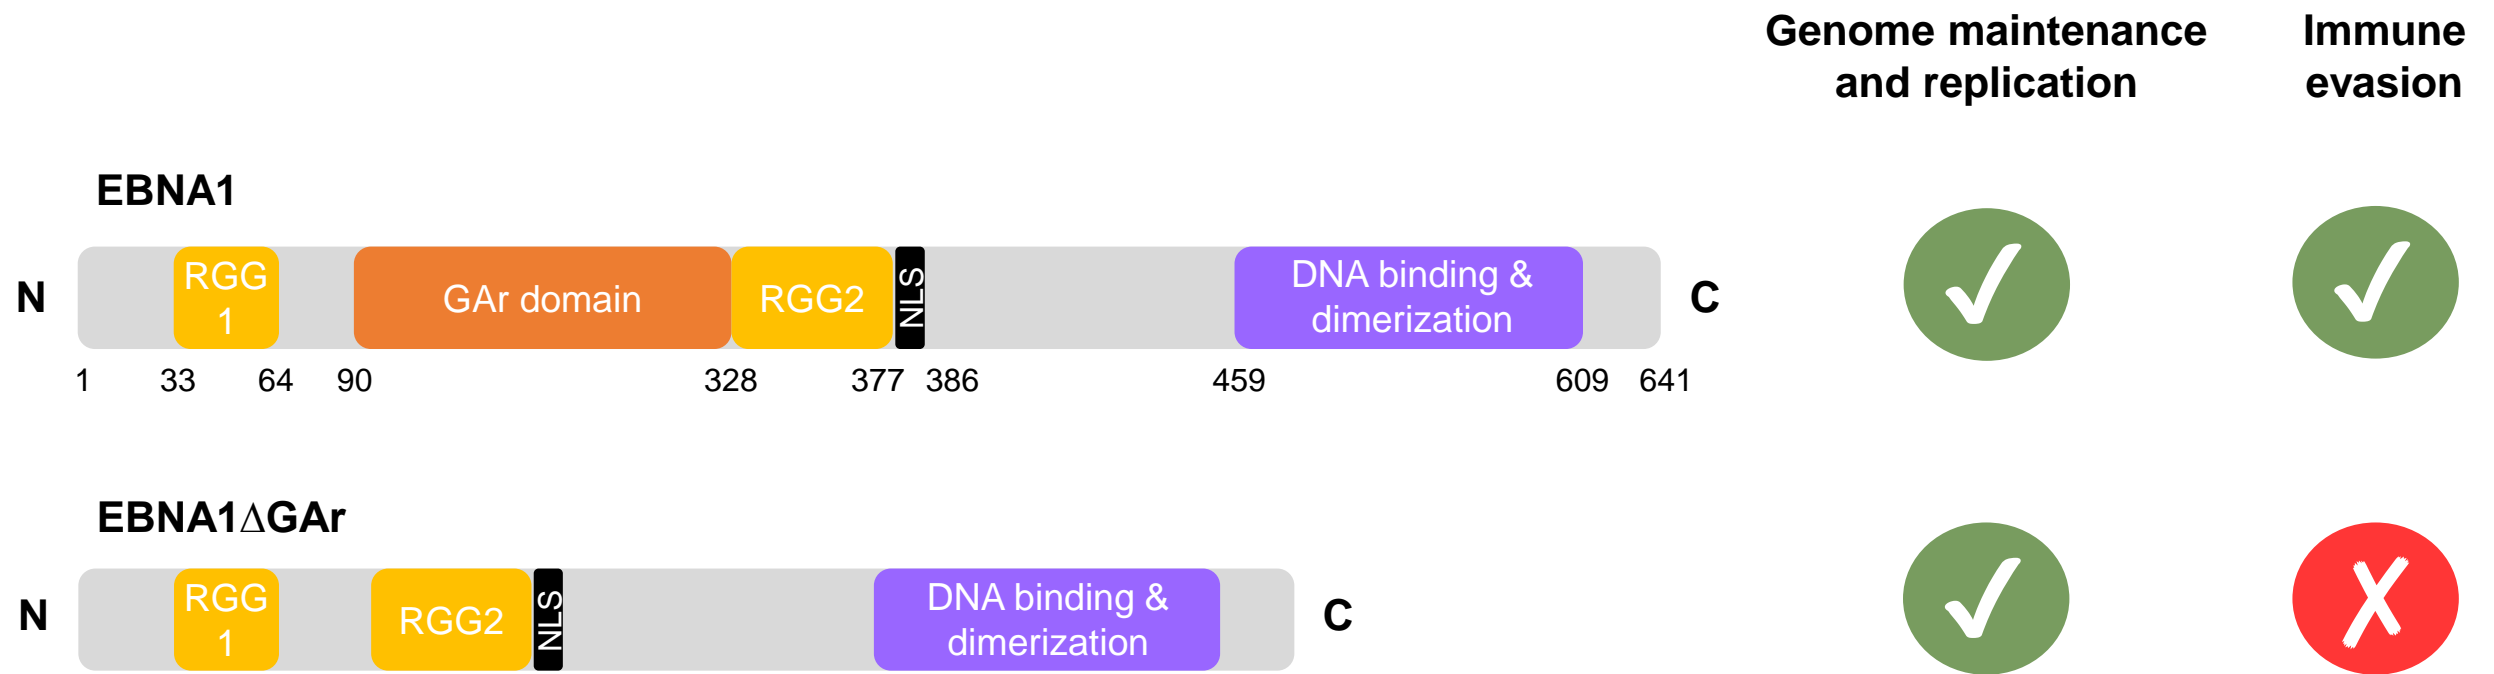 Genome maintenance
and replication
Immune
evasion
EBNA1
N
RGG
1
GAr domain
RGG2
NLS
DNA binding &
dimerization
C
1 33 64 90 328 377 386 459 609 641
EBNA1ΔGAr
N
RGG
1
RGG2
NLS
DNA binding &
dimerization
C